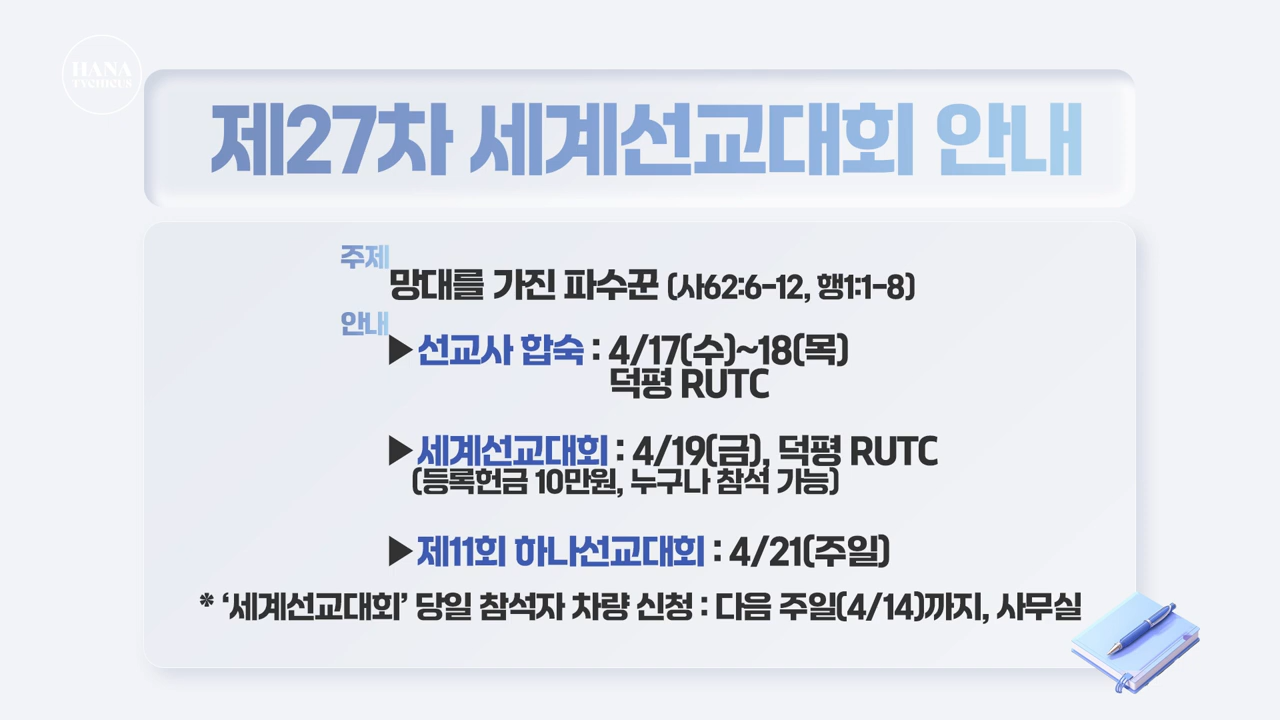 HANA
TYCHICUS
제27차 세계선교대회 안내
주제
망대를 가진 파수꾼 (사62:6-12, 행1:1-8)
안내
▶선교사 합숙 : 4/17(수)~18(목)
덕평 RUTC
▶세계선교대회 : 4/19(금), 덕평 RUTC
(등록헌금 10만원, 누구나 참석 가능)
▶제11회 하나선교대회 : 4/21(주일)
* ‘세계선교대회’ 당일 참석자 차량 신청 : 다음 주일(4/14)까지, 사무실